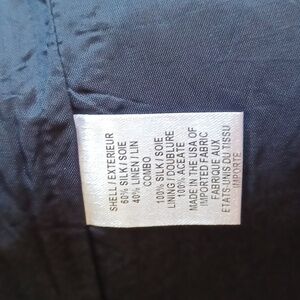 SHELL / EXTERIEUR
60% SILK / SOIE
40% LINEN / LIN
COMBO
100% SILK / SOIE
LINING / DOUBLURE
100% ACETATE
MADE IN THE USA OF
IMPORTED FABRIC
FABRIQUE AUX
ETATS-UNIS DU TISSU
IMPORTE